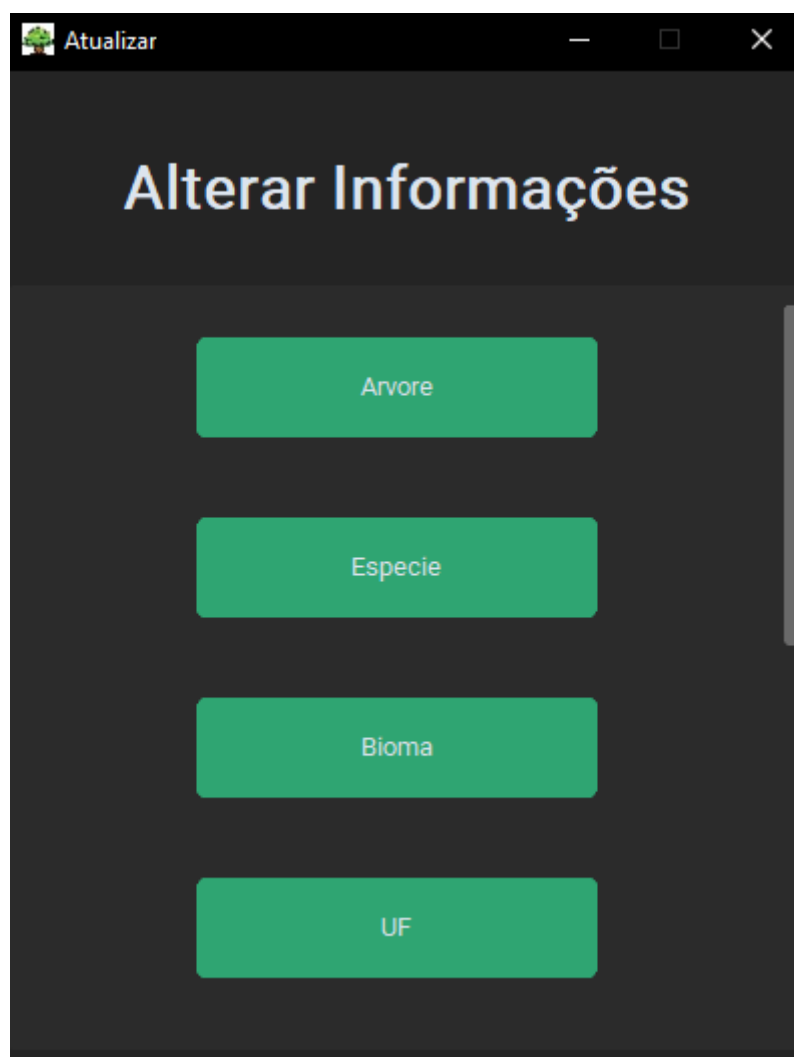 Atualizar
Alterar Informações
Arvore
Especie
Bioma
UF